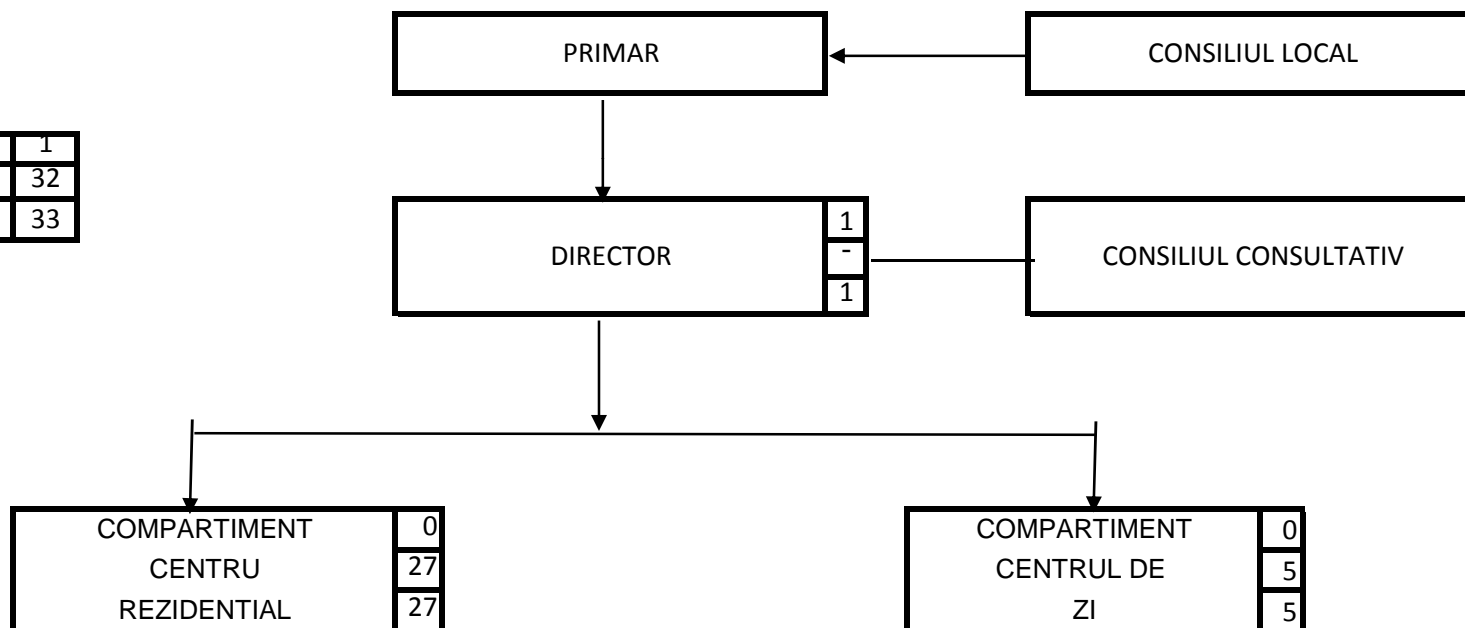 PRIMAR
CONSILIUL LOCAL
1
32
33
DIRECTOR
1
-
1
CONSILIUL CONSULTATIV
COMPARTIMENT
CENTRU
REZIDENTIAL
0
27
27
COMPARTIMENT
CENTRUL DE
ZI
0
5
5